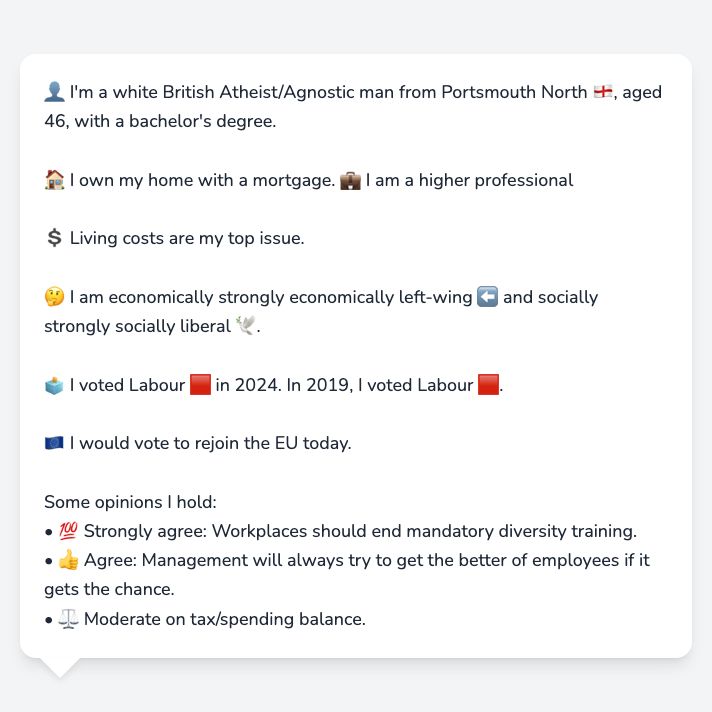 👤 I'm a white British Atheist/Agnostic man from Portsmouth North 🏴󠁧󠁢󠁥󠁮󠁧󠁿, aged
46, with a bachelor's degree.
🏠 I own my home with a mortgage. 💼 I am a higher professional
💲 Living costs are my top issue.
🤔 I am economically strongly economically left-wing ⬅️ and socially
strongly socially liberal 🕊️.
🗳️ I voted Labour 🟥 in 2024. In 2019, I voted Labour 🟥.
🇪🇺 I would vote to rejoin the EU today.
Some opinions I hold:
• 💯 Strongly agree: Workplaces should end mandatory diversity training.
• 👍 Agree: Management will always try to get the better of employees if it
gets the chance.
• ⚖️ Moderate on tax/spending balance.